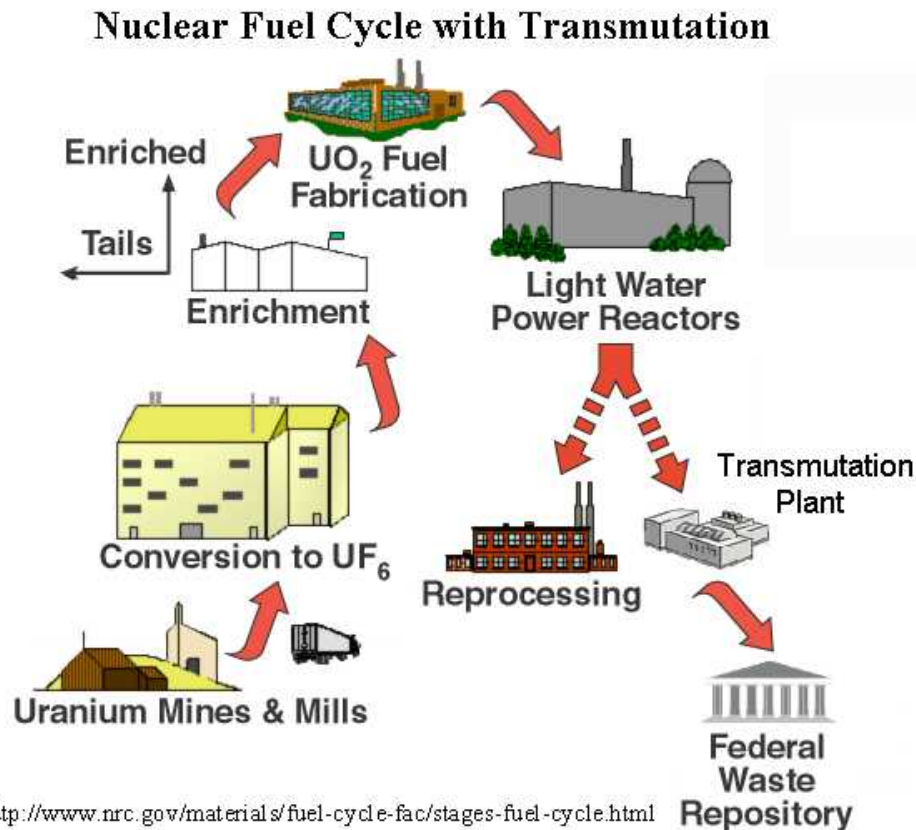 Nuclear Fuel Cycle with Transmutation
Enriched
Tails
UO₂ Fuel
Fabrication
Enrichment
Light Water
Power Reactors
Conversion to UF₆
Transmutation
Plant
Reprocessing
Uranium Mines & Mills
Federal
Waste
Repository
tp://www.nrc.gov/materials/fuel-cycle-fac/stages-fuel-cycle.html